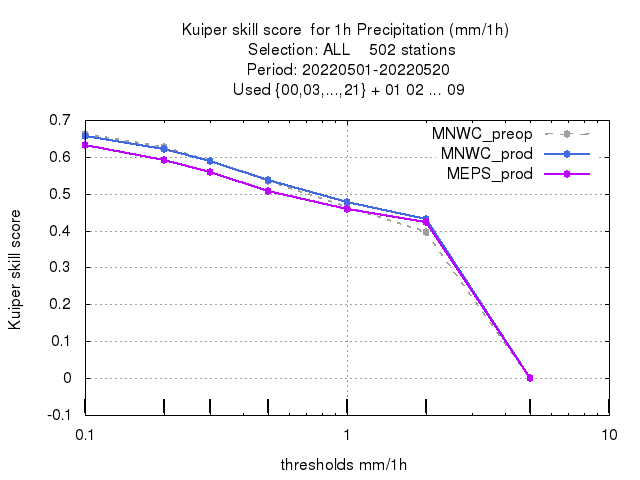 Kuiper skill score  for 1h Precipitation (mm/1h)
Selection: ALL    502 stations
Period: 20220501-20220520
Used {00,03,...,21} + 01 02 ... 09
MNWC_preop
MNWC_prod
MEPS_prod
Kuiper skill score
0.7
0.6
0.5
0.4
0.3
0.2
0.1
0
-0.1
0.1 1 10
thresholds mm/1h